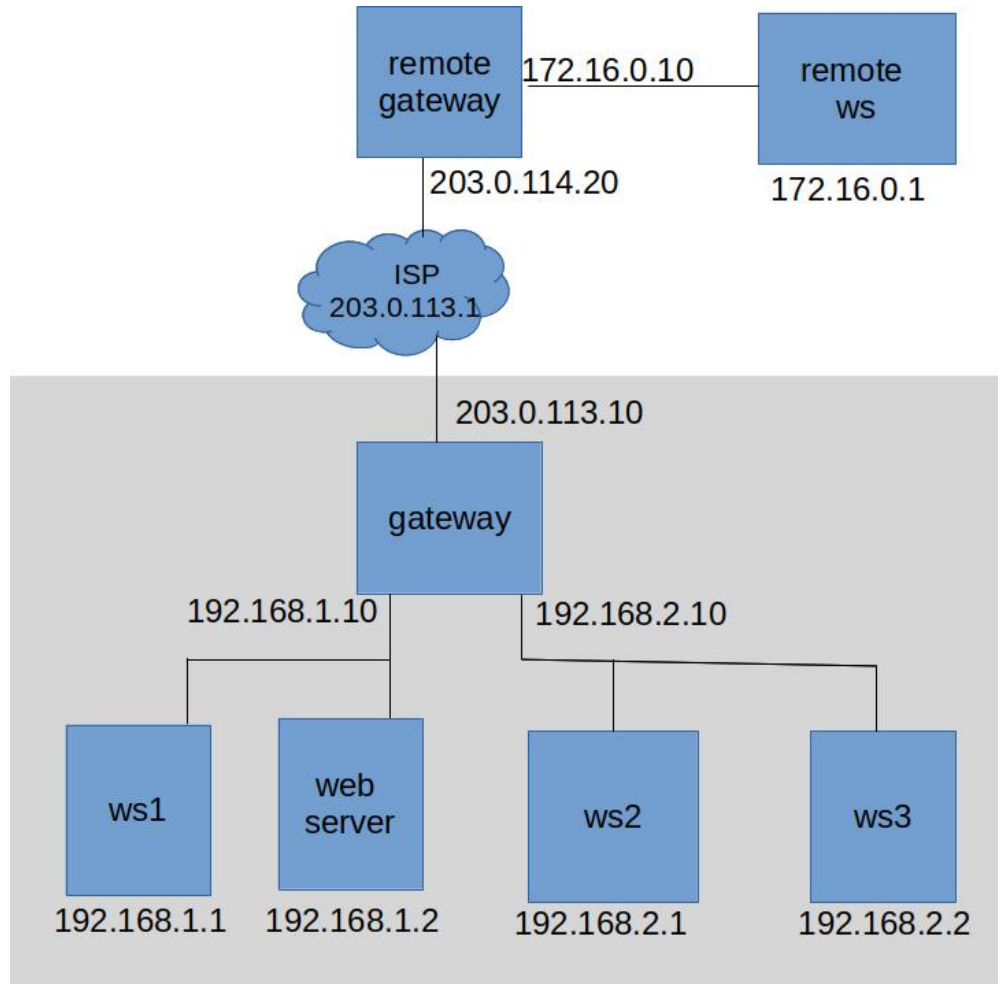 remote
gateway
172.16.0.10
remote
ws
203.0.114.20
172.16.0.1
ISP
203.0.113.1
203.0.113.10
gateway
192.168.1.10
192.168.2.10
ws1
web
server
ws2
ws3
192.168.1.1
192.168.1.2
192.168.2.1
192.168.2.2